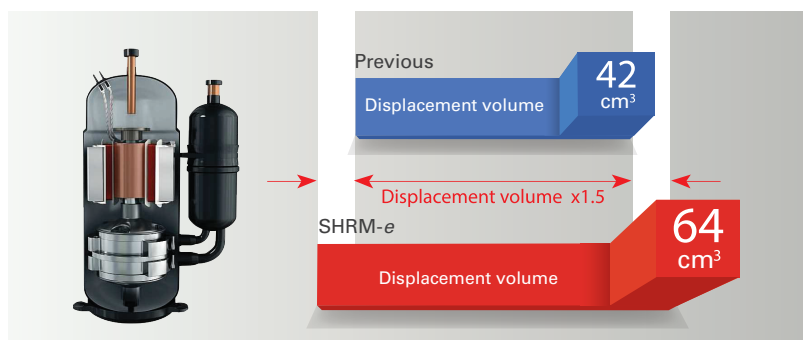 Previous
Displacement volume
42
cm³
Displacement volume x1.5
SHRM-e
Displacement volume
64
cm³